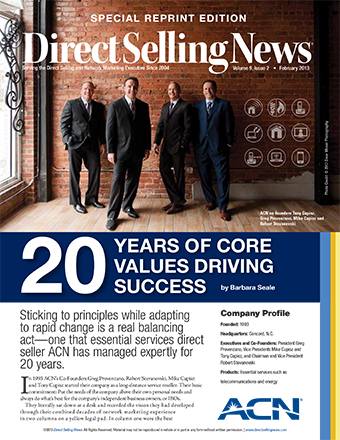 SPECIAL REPRINT EDITION
Direct Selling News
Serving the Direct Selling and Network Marketing Executive Since 2004
Volume 9, Issue 2 • February 2013
ACN co-founders Tony Cupisz,
Greg Provenzano, Mike Cupisz and
Robert Stevanovski
20
YEARS OF CORE
VALUES DRIVING
SUCCESS by Barbara Seale
Sticking to principles while adapting
to rapid change is a real balancing
act—one that essential services direct
seller ACN has managed expertly for
20 years.
In 1993 ACN's Co-Founders Greg Provenzano, Robert Stevanovski, Mike Cupisz
and Tony Cupisz started their company as a long-distance service reseller. Their basic
commitment: Put the needs of the company above their own personal needs and
always do what's best for the company's independent business owners, or IBOs.
They literally sat down at a desk and recorded the vision they had developed
through their combined decades of network marketing experience
in two columns on a yellow legal pad. In column one were the best
Company Profile
Founded: 1993
Headquarters: Concord, N.C.
Executives and Co-Founders: President Greg
Provenzano, Vice Presidents Mike Cupisz and
Tony Cupisz, and Chairman and Vice President
Robert Stevanovski
Products: Essential services such as
telecommunications and energy
ACN
©2013 Direct Selling News All Rights Reserved. Material may not be reproduced in whole or in part in any form without written permission.